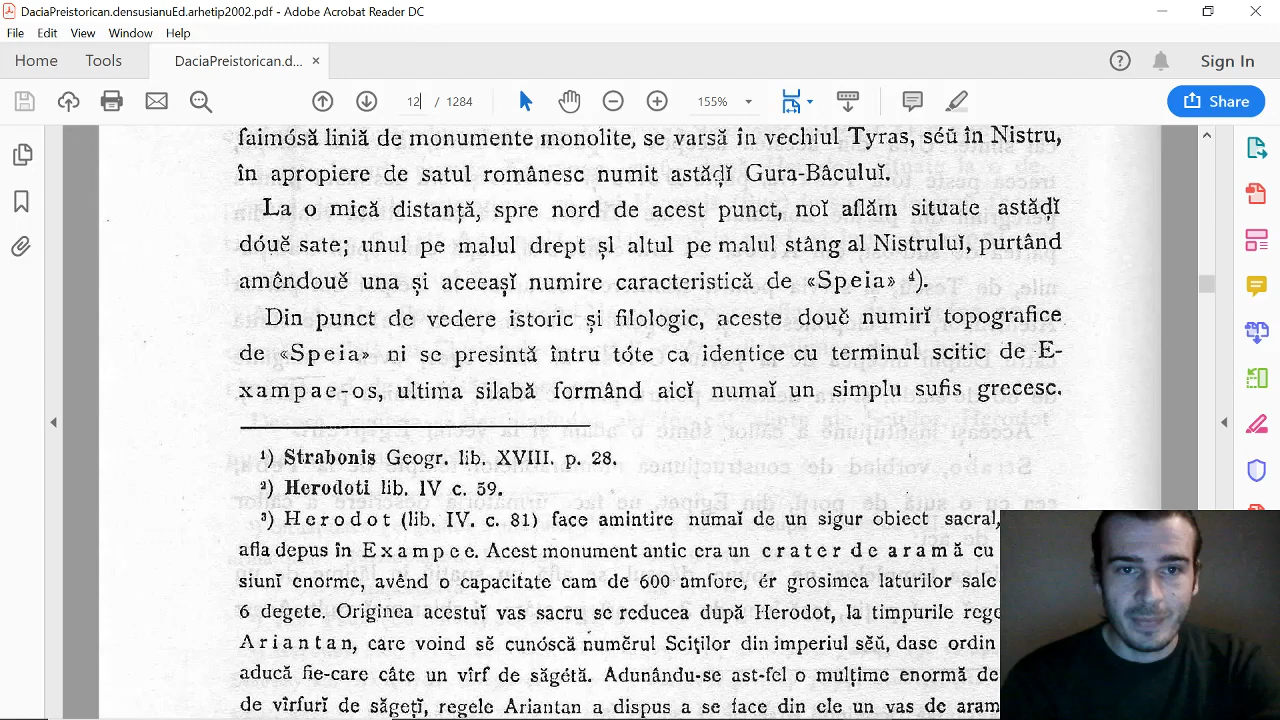 DaciaPreistorican.densusianuEd.arhetip2002.pdf - Adobe Acrobat Reader DC
File Edit View Window Help
Home Tools DaciaPreistorican.d... × Sign In
12 / 1284 155% Share
faimósă liniă de monumente monolite, se varsă în vechiul Tyras, séŭ în Nistru,
în apropiere de satul românesc numit astăḑĭ Gura-Bâculuĭ.
La o mică distanţă, spre nord de acest punct, noĭ aflăm situate astăḑĭ
dóuĕ sate; unul pe malul drept şi altul pe malul stâng al Nistruluĭ, purtând
amêndouĕ una şi aceeaşĭ numire caracteristică de «Speia» ⁴).
Din punct de vedere istoric şi filologic, aceste douĕ numirĭ topografice
de «Speia» ni se presintă întru tóte ca identice cu terminul scitic de E-
xampae-os, ultima silabă formând aicĭ numaĭ un simplu sufis grecesc.
¹) Strabonis Geogr. lib. XVIII. p. 28.
²) Herodoti lib. IV c. 59.
³) Herodot (lib. IV. c. 81) face amintire numaĭ de un sigur obiect sacral,
afla depus în Exampee. Acest monument antic era un crater de aramă cu
siunĭ enorme, avênd o capacitate cam de 600 amfore, ér grosimea laturilor sale
6 degete. Originea acestuĭ vas sacru se reducea după Herodot, la timpurile rege
Ariantan, care voind sĕ cunóscă numĕrul Sciţilor din imperiul sĕŭ, dase ordin
aducă fie-care câte un vîrf de săgétă. Adunându-se ast-fel o mulţime enormă de
de vîrfurĭ de săgeţĭ, regele Ariantan a dispus a se face din ele un vas de aram